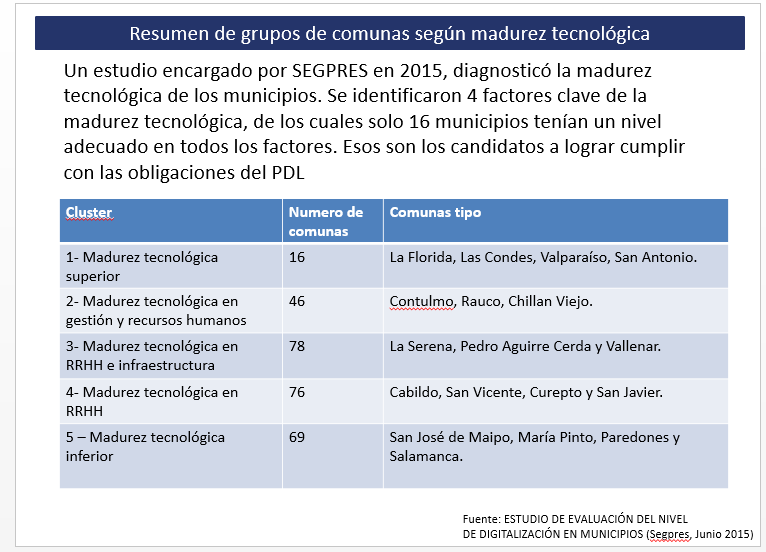 Resumen de grupos de comunas según madurez tecnológica
Un estudio encargado por SEGPRES en 2015, diagnosticó la madurez
tecnológica de los municipios. Se identificaron 4 factores clave de la
madurez tecnológica, de los cuales solo 16 municipios tenían un nivel
adecuado en todos los factores. Esos son los candidatos a lograr cumplir
con las obligaciones del PDL
Cluster
Numero de
comunas
Comunas tipo
1- Madurez tecnológica
superior
16
La Florida, Las Condes, Valparaíso, San Antonio.
2- Madurez tecnológica en
gestión y recursos humanos
46
Contulmo, Rauco, Chillan Viejo.
3- Madurez tecnológica en
RRHH e infraestructura
78
La Serena, Pedro Aguirre Cerda y Vallenar.
4- Madurez tecnológica en
RRHH
76
Cabildo, San Vicente, Curepto y San Javier.
5 – Madurez tecnológica
inferior
69
San José de Maipo, María Pinto, Paredones y
Salamanca.
Fuente: ESTUDIO DE EVALUACIÓN DEL NIVEL
DE DIGITALIZACIÓN EN MUNICIPIOS (Segpres, Junio 2015)